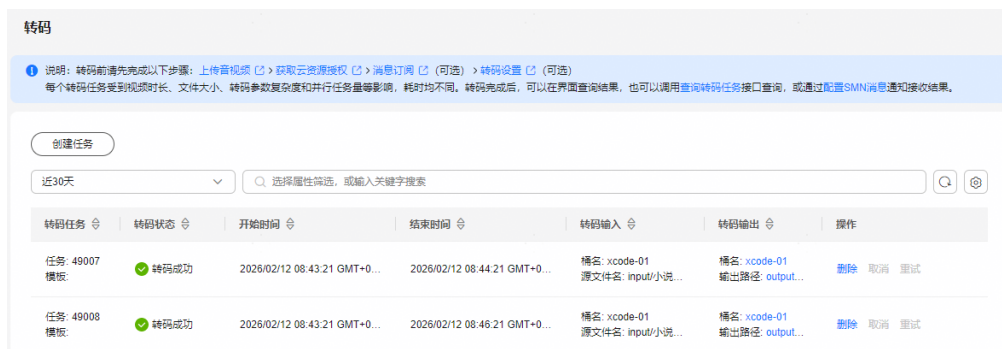 转码
说明：转码前请先完成以下步骤：上传音视频 > 获取云资源授权 > 消息订阅 （可选） > 转码设置 （可选）
每个转码任务受到视频时长、文件大小、转码参数复杂度和并行任务量等影响，耗时均不同。转码完成后，可以在界面查询结果，也可以调用查询转码任务接口查询，或通过配置SMN消息通知接收结果。
创建任务
近30天 选择属性筛选，或输入关键字搜索
转码任务 转码状态 开始时间 结束时间 转码输入 转码输出 操作
任务: 49007 桶名: xcode-01 桶名: xcode-01
转码成功 2026/02/12 08:43:21 GMT+0... 2026/02/12 08:44:21 GMT+0... 删除 取消 重试
模板: 源文件名: input/小说... 输出路径: output...
任务: 49008 桶名: xcode-01 桶名: xcode-01
转码成功 2026/02/12 08:43:21 GMT+0... 2026/02/12 08:46:21 GMT+0... 删除 取消 重试
模板: 源文件名: input/小说... 输出路径: output...